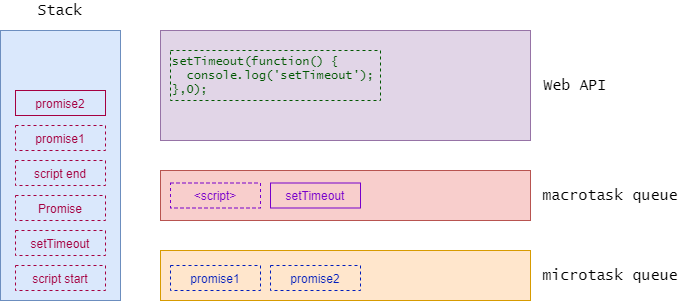 Stack
promise2
promise1
script end
Promise
setTimeout
script start
setTimeout(function() {
  console.log('setTimeout');
},0);
Web API
<script>
setTimeout
macrotask queue
promise1
promise2
microtask queue